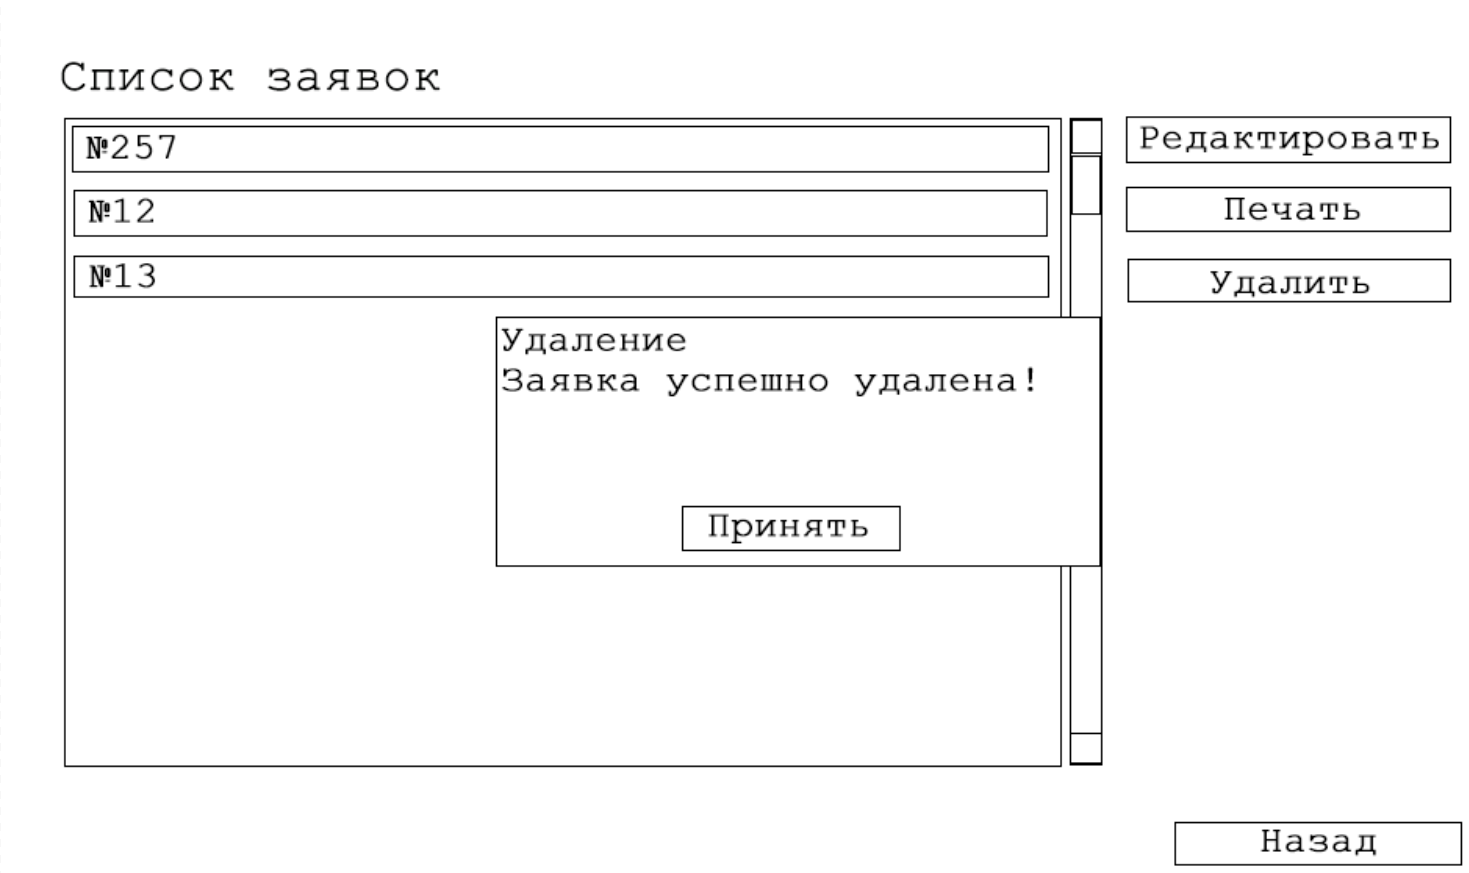 Список заявок
№257
№12
№13
Редактировать
Печать
Удалить
Удаление
Заявка успешно удалена!
Принять
Назад